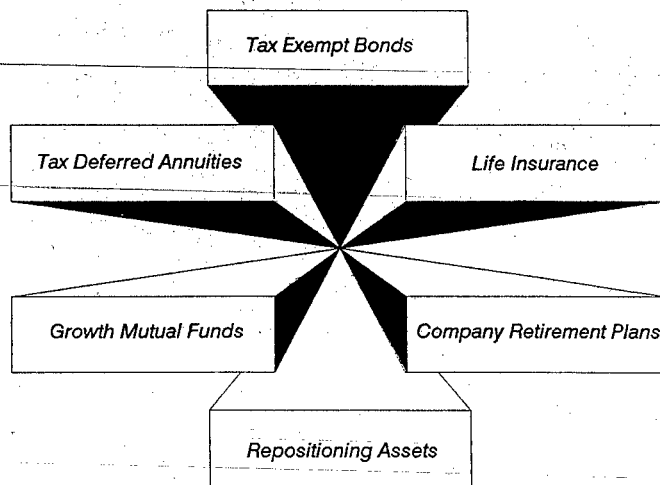 Tax Exempt Bonds
Tax Deferred Annuities
Life Insurance
Growth Mutual Funds
Company Retirement Plans
Repositioning Assets